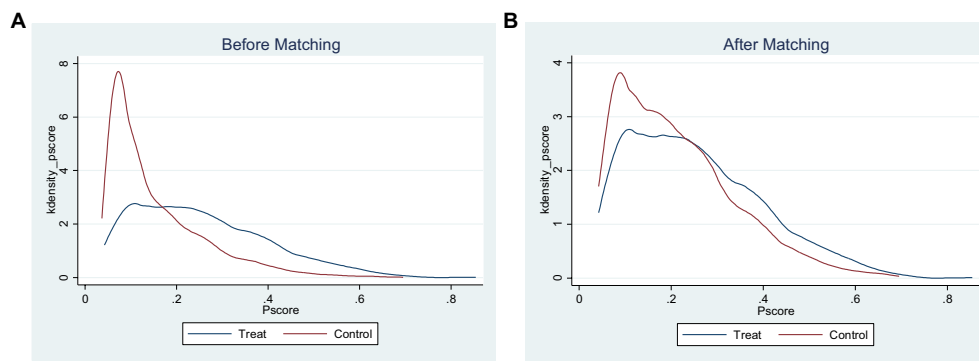 A
Before Matching
kdensity_pscore
8
6
4
2
0
0
.2
.4
.6
.8
Pscore
Treat
Control
B
After Matching
kdensity_pscore
4
3
2
1
0
0
.2
.4
.6
.8
Pscore
Treat
Control